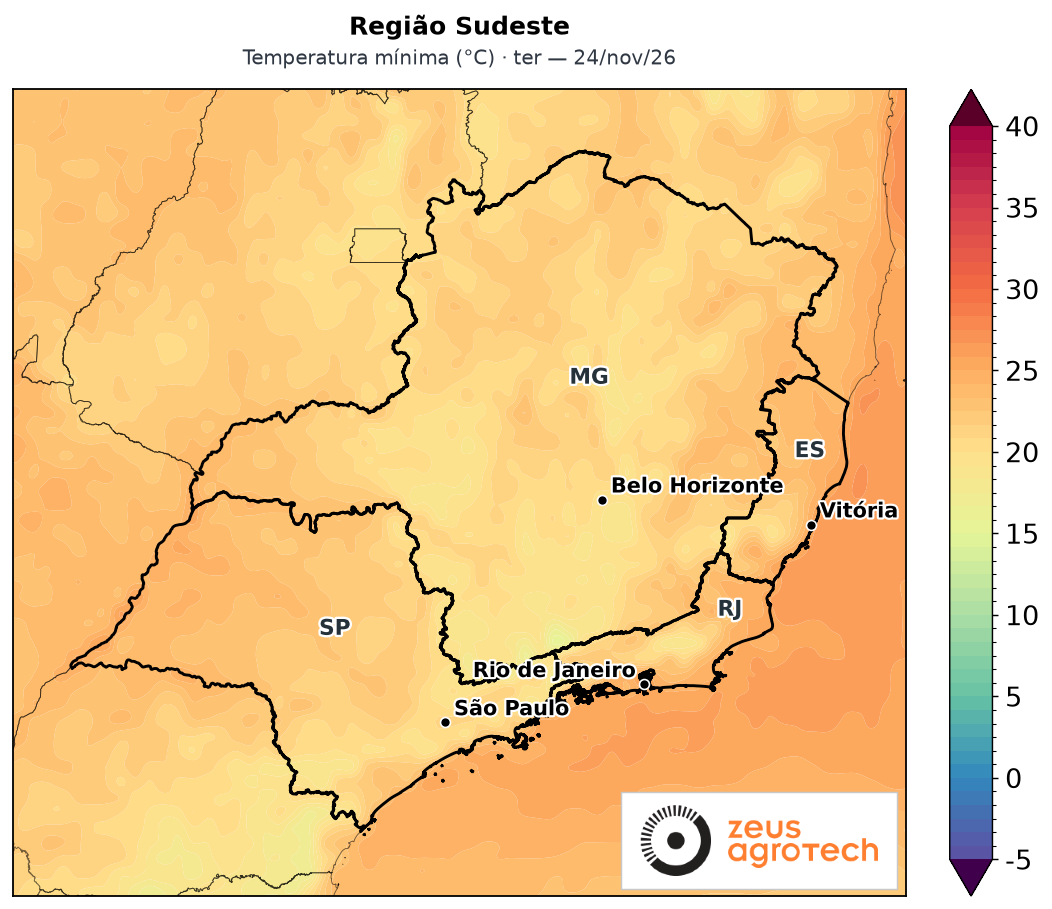 Região Sudeste
Temperatura mínima (°C) · ter — 24/nov/26
40
35
30
25
20
15
10
5
0
-5
MG
ES
Belo Horizonte
Vitória
RJ
SP
Rio de Janeiro
São Paulo
zeus
agrotech